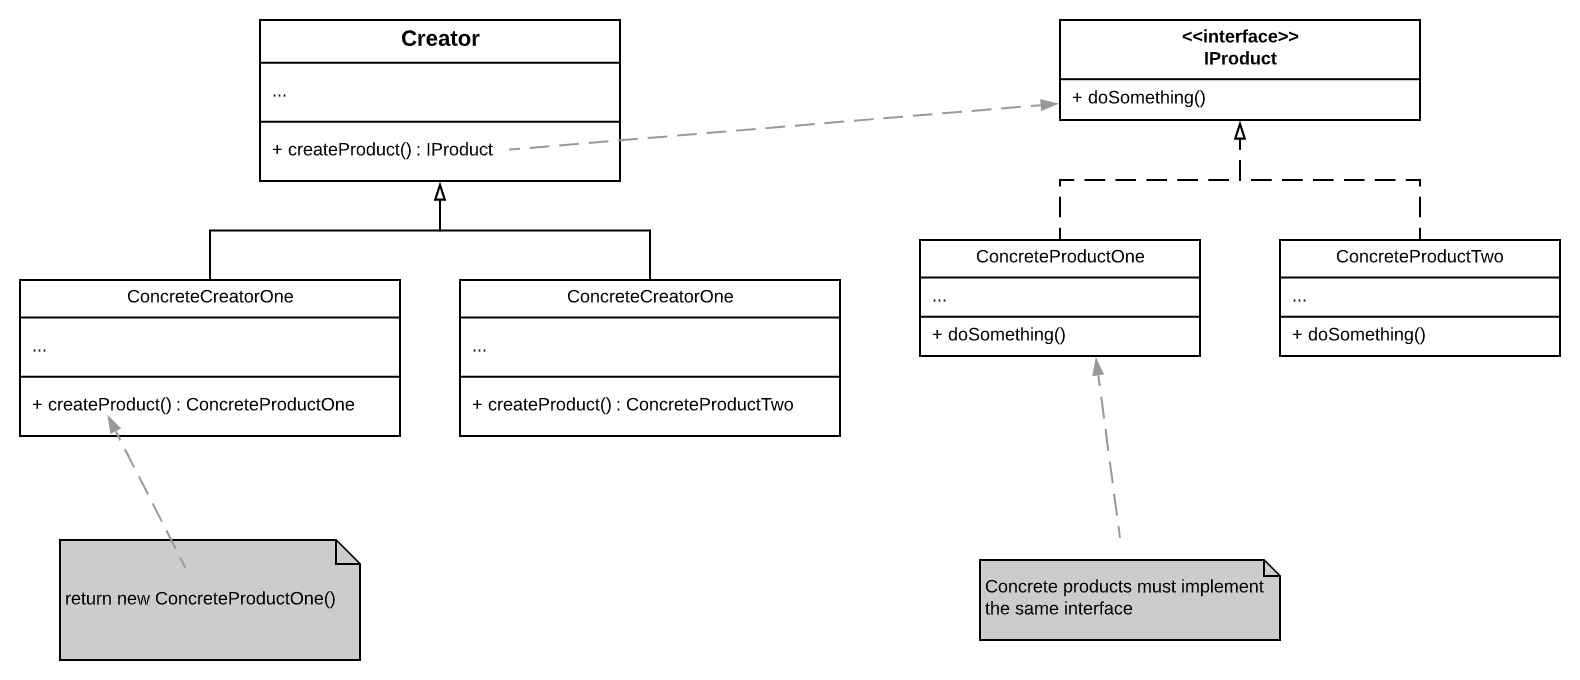 Creator
...
+ createProduct() : IProduct
<<interface>>
IProduct
+ doSomething()
ConcreteCreatorOne
...
+ createProduct() : ConcreteProductOne
ConcreteCreatorOne
...
+ createProduct() : ConcreteProductTwo
ConcreteProductOne
...
+ doSomething()
ConcreteProductTwo
...
+ doSomething()
return new ConcreteProductOne()
Concrete products must implement
the same interface